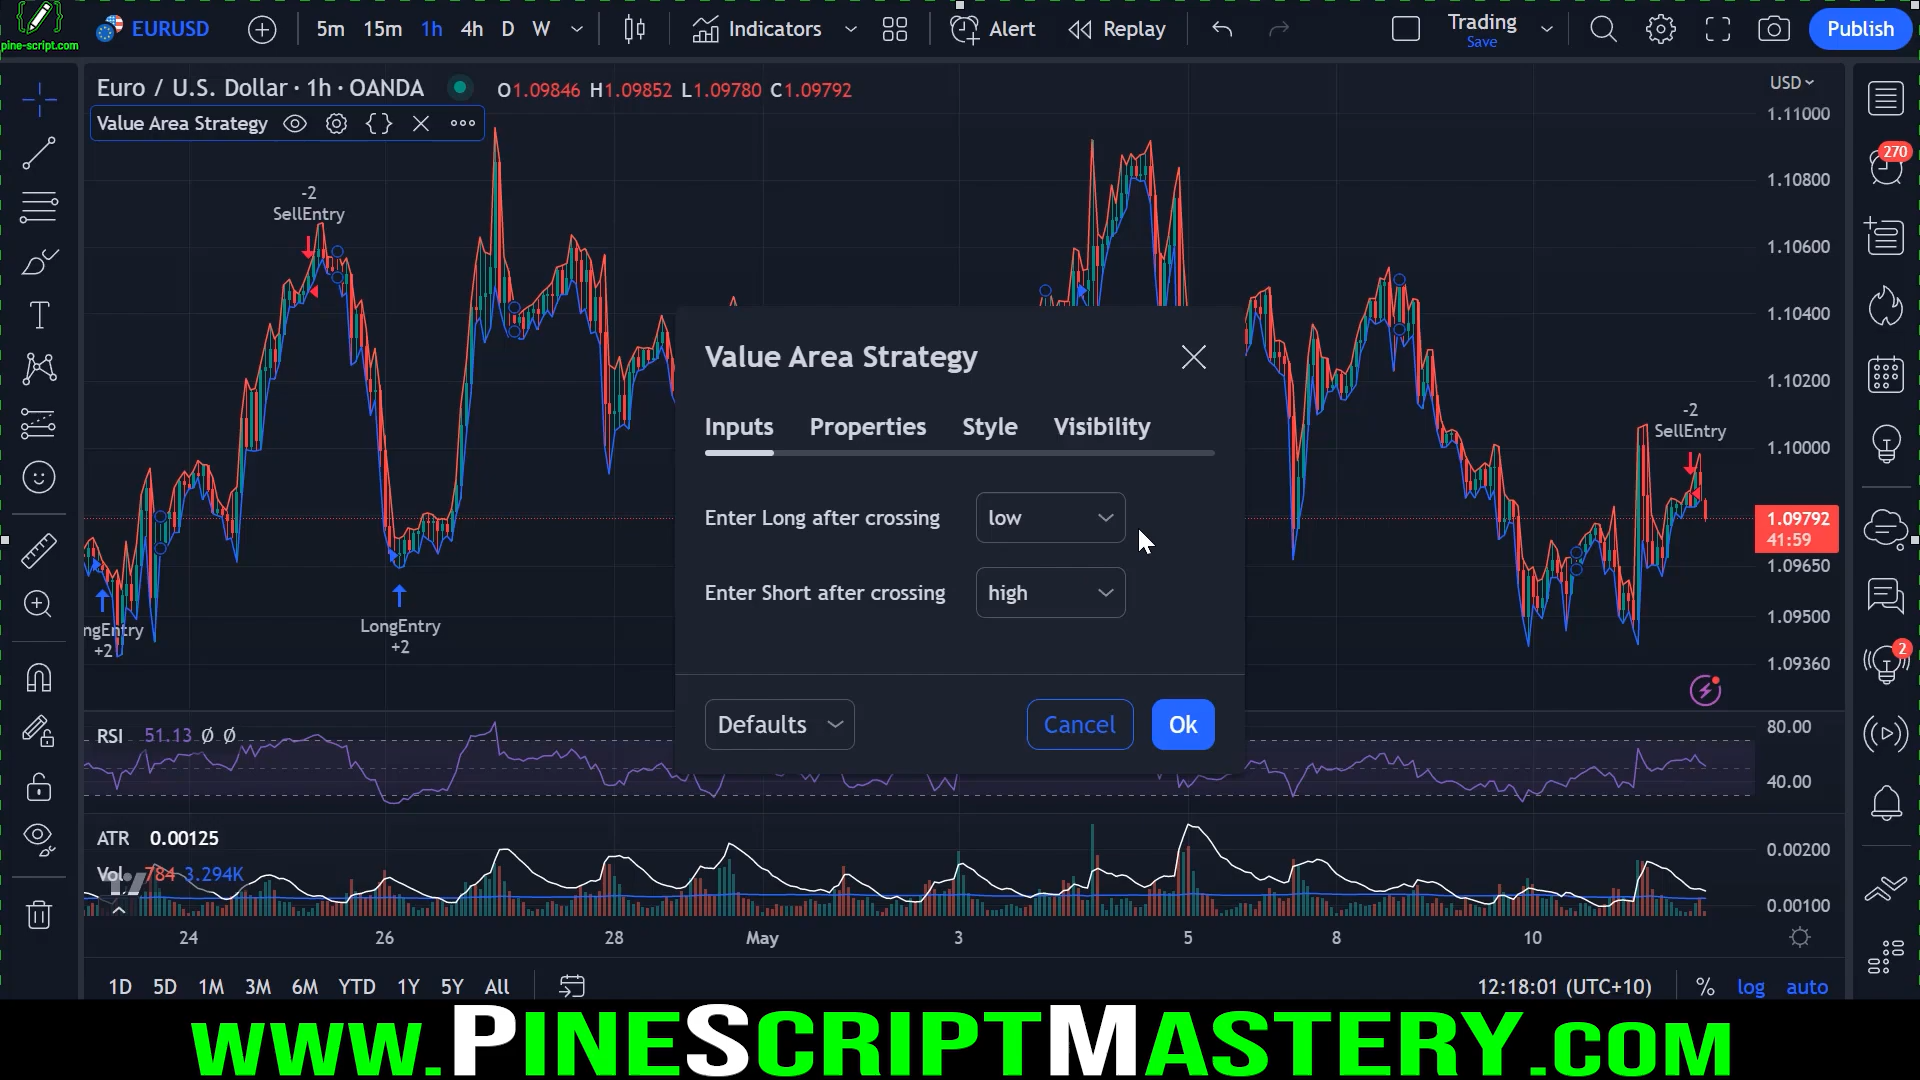 pine-script.com
EURUSD 5m 15m 1h 4h D W Indicators Alert Replay Trading Save Publish
Euro / U.S. Dollar · 1h · OANDA O1.09846 H1.09852 L1.09780 C1.09792 USD
Value Area Strategy { }
1.11000
270
1.10800
-2
SellEntry
1.10600
1.10400
Value Area Strategy
1.10200
-2
SellEntry
Inputs Properties Style Visibility
1.10000
Enter Long after crossing low
1.09792
41:59
1.09650
Enter Short after crossing high
1.09500
ngEntry
+2
LongEntry
+2
2
1.09360
Defaults Cancel Ok
RSI 51.13 Ø Ø
80.00
40.00
ATR 0.00125
0.00200
Vol 784 3.294K
0.00100
24 26 28 May 3 5 8 10
1D 5D 1M 3M 6M YTD 1Y 5Y All 12:18:01 (UTC+10) % log auto
www.PineScriptMastery.com